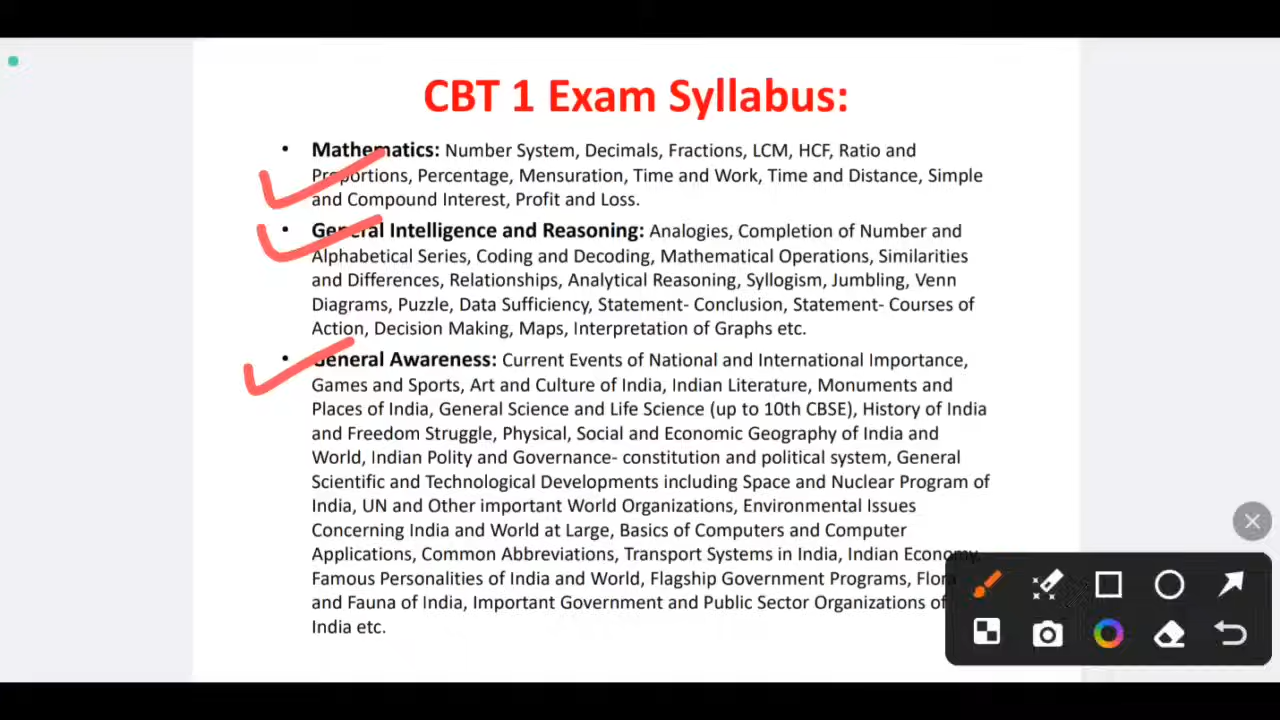 CBT 1 Exam Syllabus:
• Mathematics: Number System, Decimals, Fractions, LCM, HCF, Ratio and
Proportions, Percentage, Mensuration, Time and Work, Time and Distance, Simple
and Compound Interest, Profit and Loss.
• General Intelligence and Reasoning: Analogies, Completion of Number and
Alphabetical Series, Coding and Decoding, Mathematical Operations, Similarities
and Differences, Relationships, Analytical Reasoning, Syllogism, Jumbling, Venn
Diagrams, Puzzle, Data Sufficiency, Statement- Conclusion, Statement- Courses of
Action, Decision Making, Maps, Interpretation of Graphs etc.
• General Awareness: Current Events of National and International Importance,
Games and Sports, Art and Culture of India, Indian Literature, Monuments and
Places of India, General Science and Life Science (up to 10th CBSE), History of India
and Freedom Struggle, Physical, Social and Economic Geography of India and
World, Indian Polity and Governance- constitution and political system, General
Scientific and Technological Developments including Space and Nuclear Program of
India, UN and Other important World Organizations, Environmental Issues
Concerning India and World at Large, Basics of Computers and Computer
Applications, Common Abbreviations, Transport Systems in India, Indian Economy,
Famous Personalities of India and World, Flagship Government Programs, Flora
and Fauna of India, Important Government and Public Sector Organizations of
India etc.